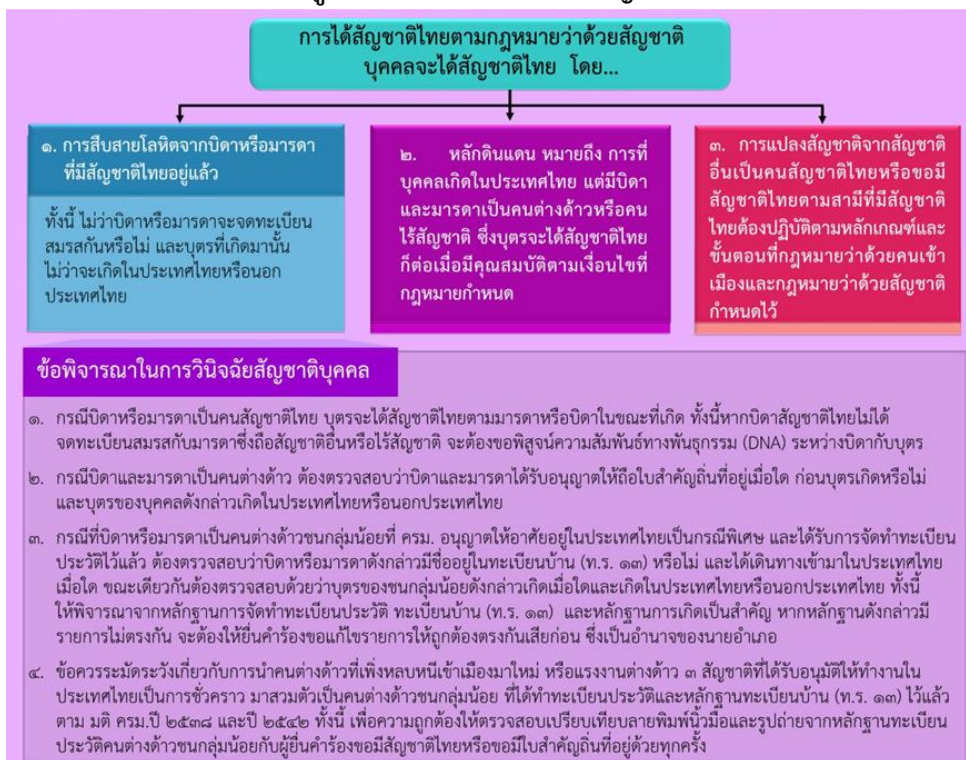 การได้สัญชาติไทยตามกฎหมายว่าด้วยสัญชาติ
บุคคลจะได้สัญชาติไทย โดย...
๑. การสืบสายโลหิตจากบิดาหรือมารดา
ที่มีสัญชาติไทยอยู่แล้ว
ทั้งนี้ ไม่ว่าบิดาหรือมารดาจะจดทะเบียน
สมรสกันหรือไม่ และบุตรที่เกิดมานั้น
ไม่ว่าจะเกิดในประเทศไทยหรือนอก
ประเทศไทย
๒. หลักดินแดน หมายถึง การที่
บุคคลเกิดในประเทศไทย แต่มีบิดา
และมารดาเป็นคนต่างด้าวหรือคน
ไร้สัญชาติ ซึ่งบุตรจะได้สัญชาติไทย
ก็ต่อเมื่อมีคุณสมบัติตามเงื่อนไขที่
กฎหมายกำหนด
๓. การแปลงสัญชาติจากสัญชาติ
อื่นเป็นคนสัญชาติไทยหรือขอมี
สัญชาติไทยตามสามีที่มีสัญชาติ
ไทยต้องปฏิบัติตามหลักเกณฑ์และ
ขั้นตอนที่กฎหมายว่าด้วยคนเข้า
เมืองและกฎหมายว่าด้วยสัญชาติ
กำหนดไว้
ข้อพิจารณาในการวินิจฉัยสัญชาติบุคคล
๑. กรณีบิดาหรือมารดาเป็นคนสัญชาติไทย บุตรจะได้สัญชาติไทยตามมารดาหรือบิดาในขณะที่เกิด ทั้งนี้หากบิดาสัญชาติไทยไม่ได้
จดทะเบียนสมรสกับมารดาซึ่งถือสัญชาติอื่นหรือไร้สัญชาติ จะต้องขอพิสูจน์ความสัมพันธ์ทางพันธุกรรม (DNA) ระหว่างบิดากับบุตร
๒. กรณีบิดาและมารดาเป็นคนต่างด้าว ต้องตรวจสอบว่าบิดาและมารดาได้รับอนุญาตให้ถือใบสำคัญถิ่นที่อยู่เมื่อใด ก่อนบุตรเกิดหรือไม่
และบุตรของบุคคลดังกล่าวเกิดในประเทศไทยหรือนอกประเทศไทย
๓. กรณีที่บิดาหรือมารดาเป็นคนต่างด้าวชนกลุ่มน้อยที่ ครม. อนุญาตให้อาศัยอยู่ในประเทศไทยเป็นกรณีพิเศษ และได้รับการจัดทำทะเบียน
ประวัติไว้แล้ว ต้องตรวจสอบว่าบิดาหรือมารดาดังกล่าวมีชื่ออยู่ในทะเบียนบ้าน (ท.ร. ๑๓) หรือไม่ และได้เดินทางเข้ามาในประเทศไทย
เมื่อใด ขณะเดียวกันต้องตรวจสอบด้วยว่าบุตรของชนกลุ่มน้อยดังกล่าวเกิดเมื่อใดและเกิดในประเทศไทยหรือนอกประเทศไทย ทั้งนี้
ให้พิจารณาจากหลักฐานการจัดทำทะเบียนประวัติ ทะเบียนบ้าน (ท.ร. ๑๓) และหลักฐานการเกิดเป็นสำคัญ หากหลักฐานดังกล่าวมี
รายการไม่ตรงกัน จะต้องให้ยื่นคำร้องขอแก้ไขรายการให้ถูกต้องตรงกันเสียก่อน ซึ่งเป็นอำนาจของนายอำเภอ
๔. ข้อควรระมัดระวังเกี่ยวกับการนำคนต่างด้าวที่เพิ่งหลบหนีเข้าเมืองมาใหม่ หรือแรงงานต่างด้าว ๓ สัญชาติที่ได้รับอนุมัติให้ทำงานใน
ประเทศไทยเป็นการชั่วคราว มาสวมตัวเป็นคนต่างด้าวชนกลุ่มน้อย ที่ได้ทำทะเบียนประวัติและหลักฐานทะเบียนบ้าน (ท.ร. ๑๓) ไว้แล้ว
ตาม มติ ครม.ปี ๒๕๓๘ และปี ๒๕๔๒ ทั้งนี้ เพื่อความถูกต้องให้ตรวจสอบเปรียบเทียบลายพิมพ์นิ้วมือและรูปถ่ายจากหลักฐานทะเบียน
ประวัติคนต่างด้าวชนกลุ่มน้อยกับผู้ยื่นคำร้องขอมีสัญชาติไทยหรือขอมีใบสำคัญถิ่นที่อยู่ด้วยทุกครั้ง